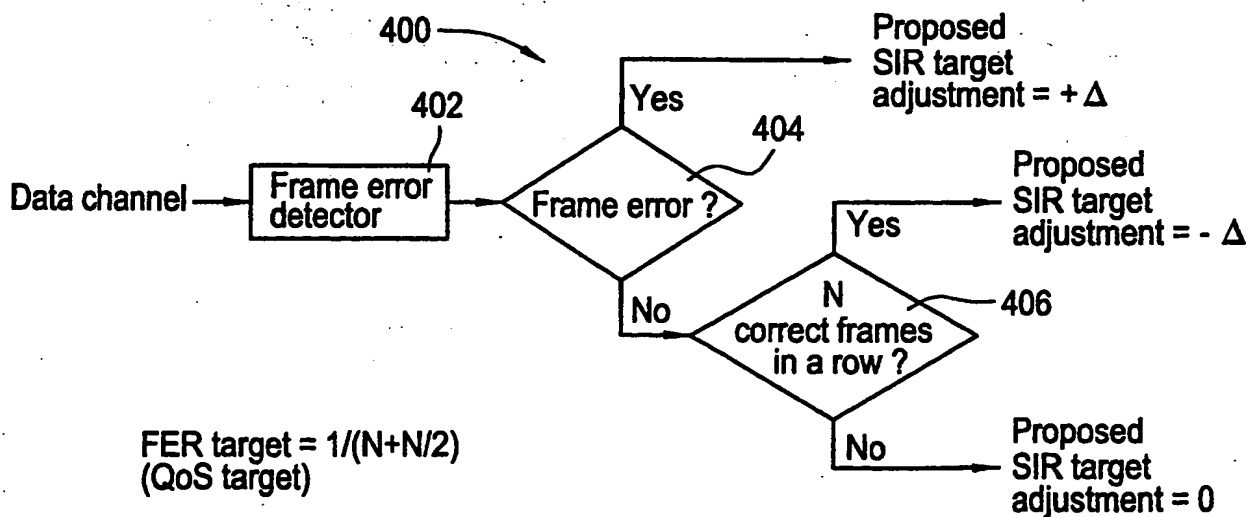 400
Proposed
SIR target
adjustment = + Δ
Yes
402
404
Data channel
Frame error
detector
Frame error ?
Proposed
SIR target
adjustment = - Δ
Yes
No
N
correct frames
in a row ?
406
No
Proposed
SIR target
adjustment = 0
FER target = 1/(N+N/2)
(QoS target)